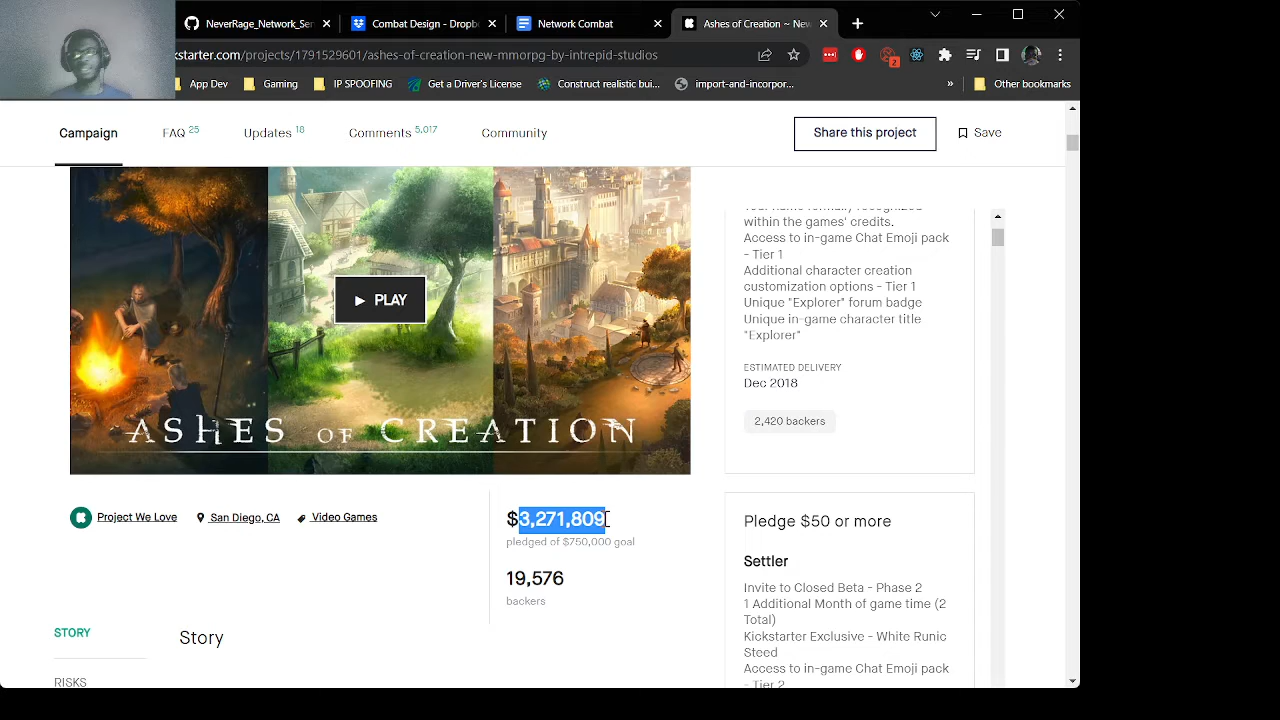 NeverRage_Network_Ser
Combat Design - Dropbo
Network Combat
Ashes of Creation ~ New
kstarter.com/projects/1791529601/ashes-of-creation-new-mmorpg-by-intrepid-studios
2
App Dev
Gaming
IP SPOOFING
Get a Driver's License
Construct realistic bui...
import-and-incorpor...
»
Other bookmarks
Campaign
FAQ 25
Updates 18
Comments 5,017
Community
Share this project
Save
PLAY
ASHES OF CREATION
Project We Love
San Diego, CA
Video Games
$3,271,809
pledged of $750,000 goal
19,576
backers
STORY
RISKS
Story
within the games' credits.
Access to in-game Chat Emoji pack
- Tier 1
Additional character creation
customization options - Tier 1
Unique "Explorer" forum badge
Unique in-game character title
"Explorer"
ESTIMATED DELIVERY
Dec 2018
2,420 backers
Pledge $50 or more
Settler
Invite to Closed Beta - Phase 2
1 Additional Month of game time (2
Total)
Kickstarter Exclusive - White Runic
Steed
Access to in-game Chat Emoji pack
- Tier 2